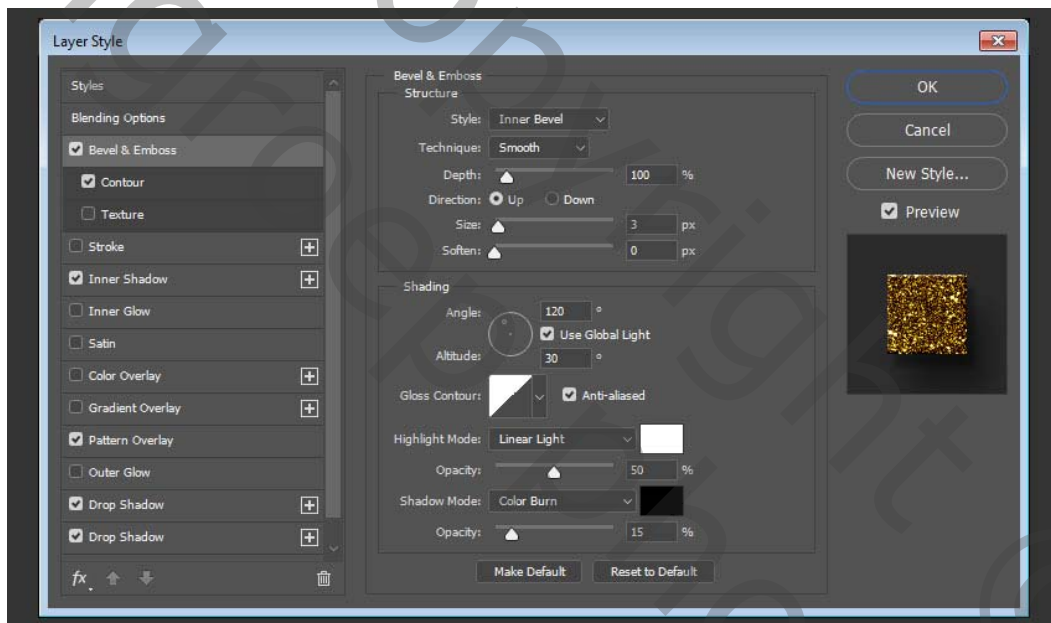 Layer Style
Styles
Blending Options
Bevel & Emboss
Contour
Texture
Stroke
Inner Shadow
Inner Glow
Satin
Color Overlay
Gradient Overlay
Pattern Overlay
Outer Glow
Drop Shadow
Drop Shadow
fx
Bevel & Emboss
Structure
Style: Inner Bevel
Technique: Smooth
Depth: 100 %
Direction: Up Down
Size: 3 px
Soften: 0 px
Shading
Angle: 120 °
Use Global Light
Altitude: 30 °
Gloss Contour: Anti-aliased
Highlight Mode: Linear Light
Opacity: 50 %
Shadow Mode: Color Burn
Opacity: 15 %
Make Default Reset to Default
OK
Cancel
New Style...
Preview